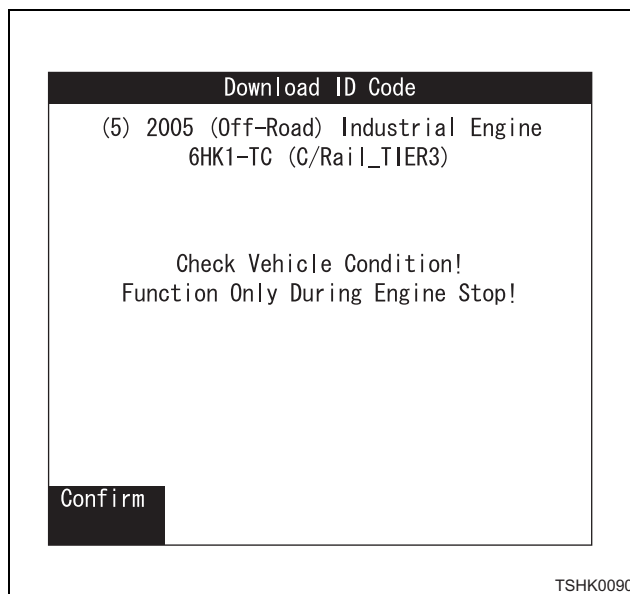 Download ID Code
(5) 2005 (Off-Road) Industrial Engine
6HK1-TC (C/Rail_TIER3)
Check Vehicle Condition!
Function Only During Engine Stop!
Confirm
TSHK0090